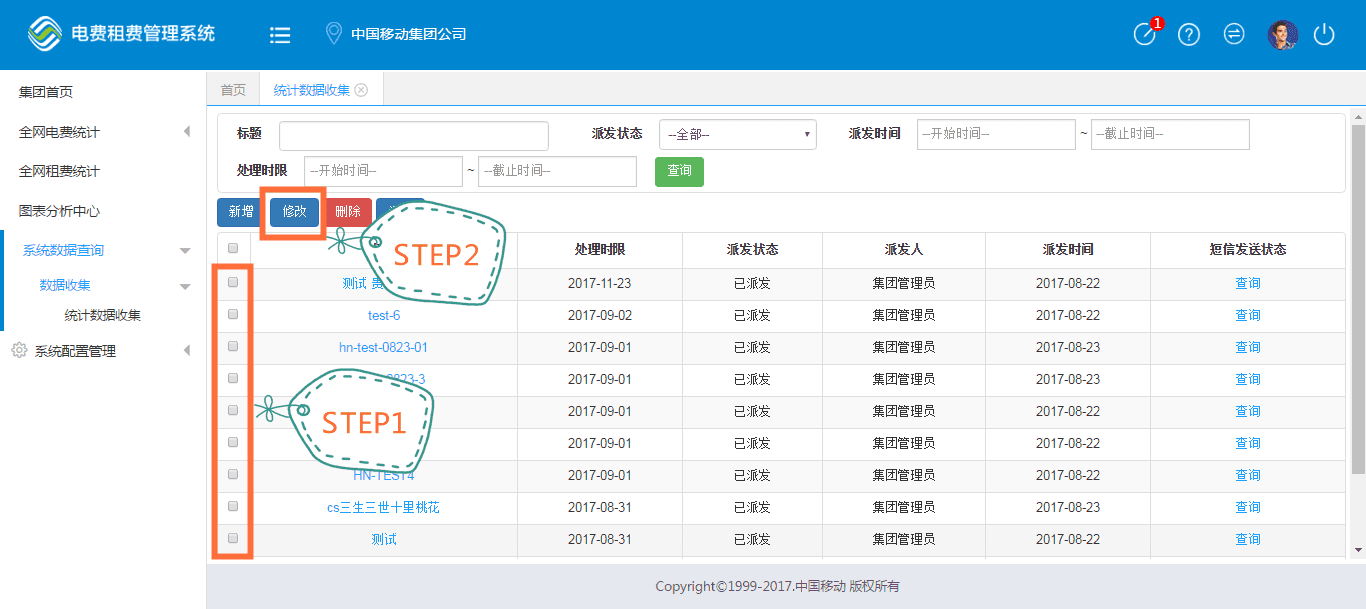 电费租费管理系统 中国移动集团公司 1
集团首页
全网电费统计
全网租费统计
图表分析中心
系统数据查询
数据收集
统计数据收集
系统配置管理
首页 统计数据收集
标题 派发状态 --全部-- 派发时间 --开始时间-- ~ --截止时间--
处理时限 --开始时间-- ~ --截止时间-- 查询
新增 修改 删除
STEP2
处理时限 派发状态 派发人 派发时间 短信发送状态
测试 2017-11-23 已派发 集团管理员 2017-08-22 查询
test-6 2017-09-02 已派发 集团管理员 2017-08-22 查询
hn-test-0823-01 2017-09-01 已派发 集团管理员 2017-08-23 查询
0823-3 2017-09-01 已派发 集团管理员 2017-08-23 查询
2017-09-01 已派发 集团管理员 2017-08-22 查询
STEP1
2017-09-01 已派发 集团管理员 2017-08-22 查询
HN-TEST4 2017-09-01 已派发 集团管理员 2017-08-22 查询
cs三生三世十里桃花 2017-08-31 已派发 集团管理员 2017-08-23 查询
测试 2017-08-31 已派发 集团管理员 2017-08-22 查询
Copyright©1999-2017.中国移动 版权所有